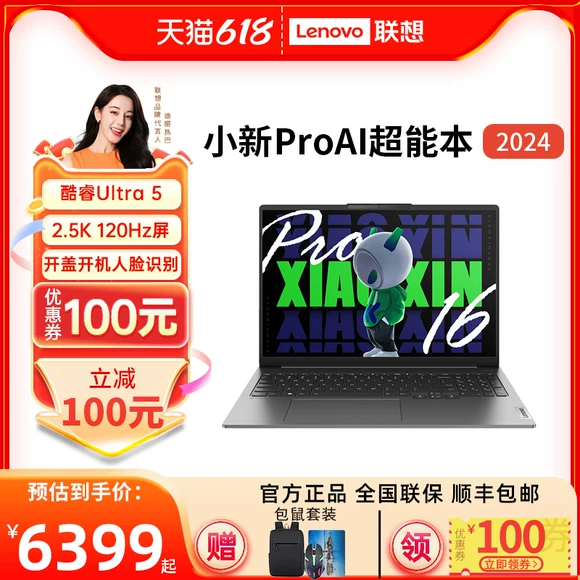 天猫618
Lenovo 联想
联想品牌代言人
迪丽热巴
小新ProAI超能本
2024
酷睿Ultra 5
2.5K 120Hz屏
开盖开机人脸识别
优惠券 100元
立减
100元
Pro
XIAOXIN
XIAOXIN
XIAOXIN
16
Lenovo
预估到手价：
¥6399起
官方正品 全国联保 顺丰包邮
包鼠套装
赠
领
优惠券
¥100
立即领券！
券